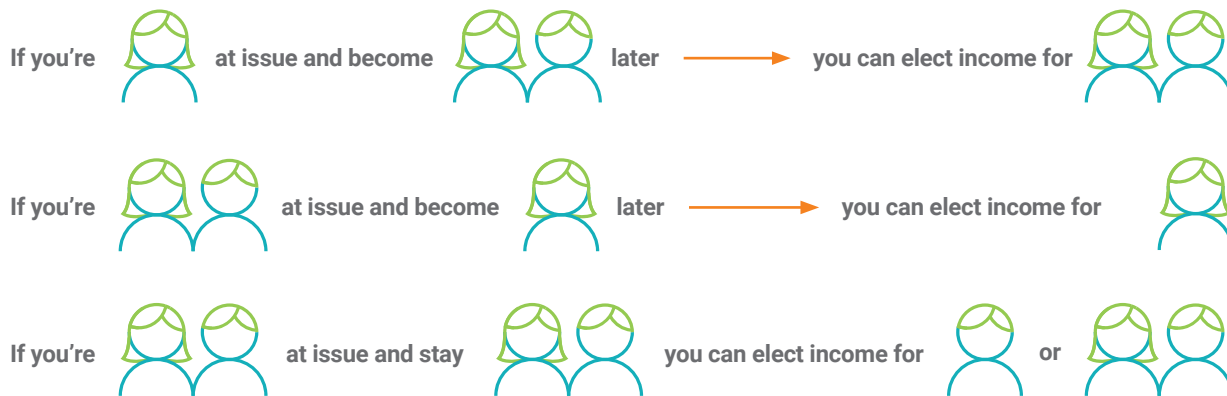 If you’re at issue and become later you can elect income for
If you’re at issue and become later you can elect income for
If you’re at issue and stay you can elect income for or